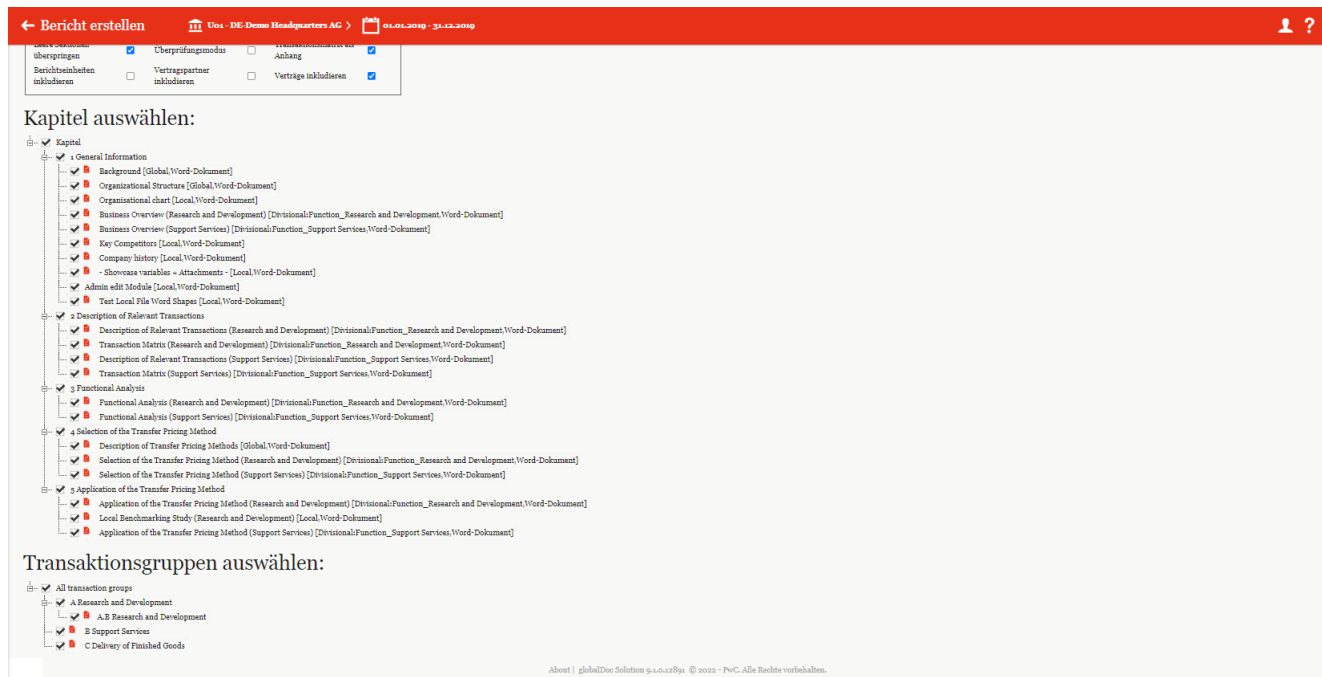 ← Bericht erstellen U01 - DE-Demo Headquarters AG > 01.01.2019 - 31.12.2019 ?
Leere Sektionen überspringen Überprüfungsmodus Transaktionsmatrix als Anhang
Berichtseinheiten inkludieren Vertragspartner inkludieren Verträge inkludieren
Kapitel auswählen:
Kapitel
1 General Information
Background [Global,Word-Dokument]
Organizational Structure [Global,Word-Dokument]
Organisational chart [Local,Word-Dokument]
Business Overview (Research and Development) [Divisional:Function_Research and Development,Word-Dokument]
Business Overview (Support Services) [Divisional:Function_Support Services,Word-Dokument]
Key Competitors [Local,Word-Dokument]
Company history [Local,Word-Dokument]
- Showcase variables + Attachments - [Local,Word-Dokument]
Admin edit Module [Local,Word-Dokument]
Test Local File Word Shapes [Local,Word-Dokument]
2 Description of Relevant Transactions
Description of Relevant Transactions (Research and Development) [Divisional:Function_Research and Development,Word-Dokument]
Transaction Matrix (Research and Development) [Divisional:Function_Research and Development,Word-Dokument]
Description of Relevant Transactions (Support Services) [Divisional:Function_Support Services,Word-Dokument]
Transaction Matrix (Support Services) [Divisional:Function_Support Services,Word-Dokument]
3 Functional Analysis
Functional Analysis (Research and Development) [Divisional:Function_Research and Development,Word-Dokument]
Functional Analysis (Support Services) [Divisional:Function_Support Services,Word-Dokument]
4 Selection of the Transfer Pricing Method
Description of Transfer Pricing Methods [Global,Word-Dokument]
Selection of the Transfer Pricing Method (Research and Development) [Divisional:Function_Research and Development,Word-Dokument]
Selection of the Transfer Pricing Method (Support Services) [Divisional:Function_Support Services,Word-Dokument]
5 Application of the Transfer Pricing Method
Application of the Transfer Pricing Method (Research and Development) [Divisional:Function_Research and Development,Word-Dokument]
Local Benchmarking Study (Research and Development) [Local,Word-Dokument]
Application of the Transfer Pricing Method (Support Services) [Divisional:Function_Support Services,Word-Dokument]
Transaktionsgruppen auswählen:
All transaction groups
A Research and Development
A.B Research and Development
B Support Services
C Delivery of Finished Goods
About | globalDoc Solution 9.1.0.12891 © 2022 - PwC. Alle Rechte vorbehalten.